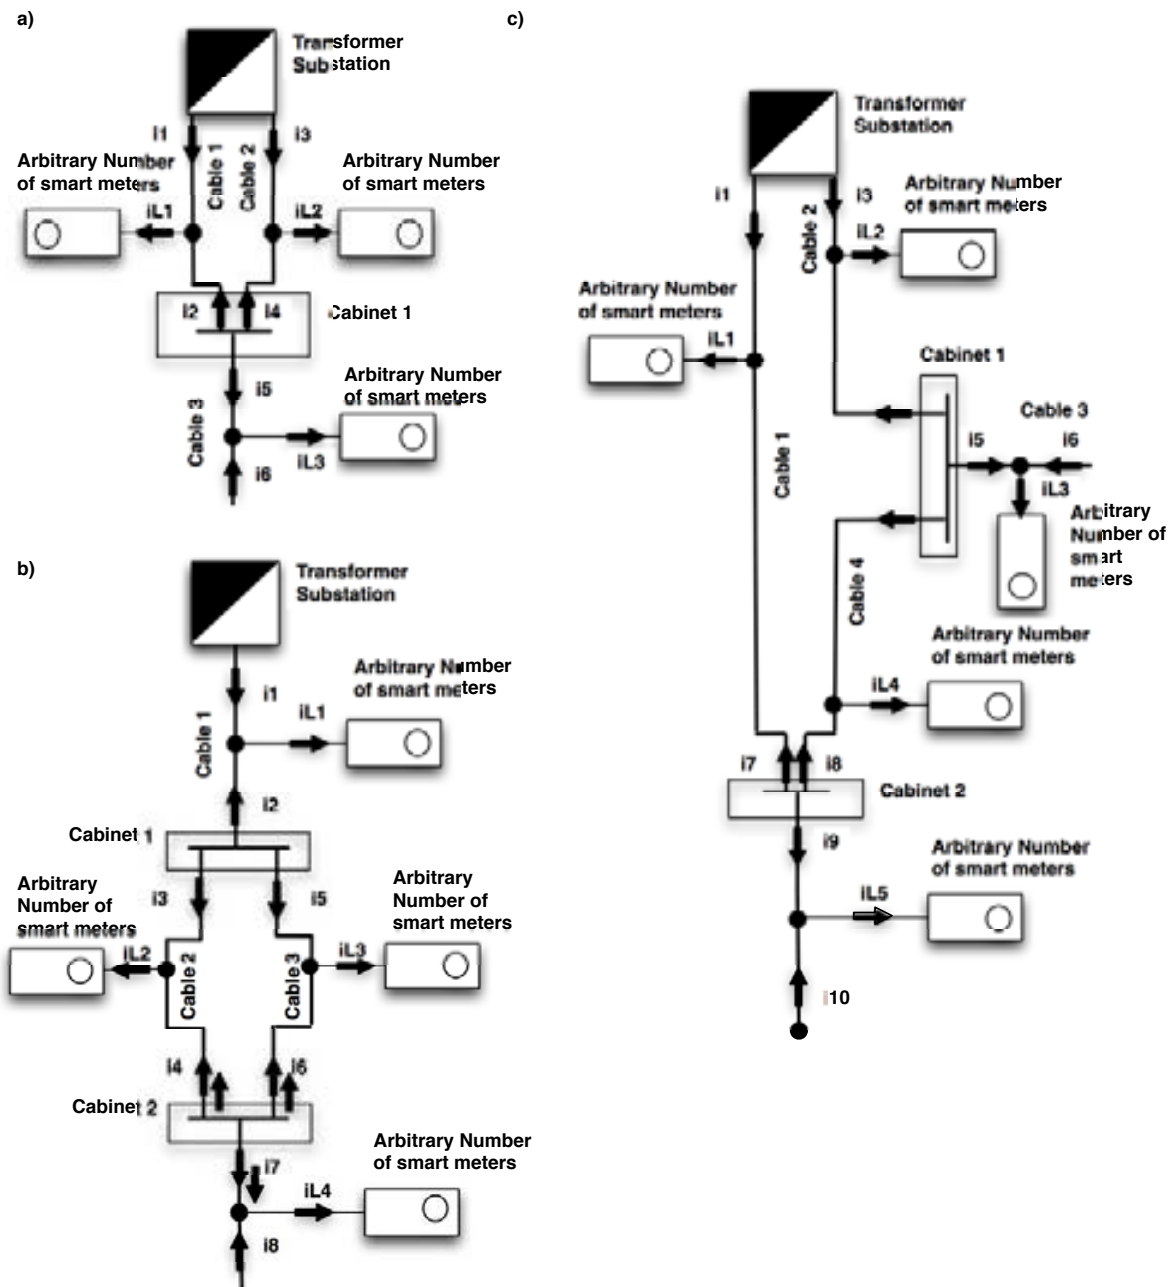 a)
Transformer
Substation
i1
i3
Cable 1
Cable 2
Arbitrary Number
of smart meters
Arbitrary Number
of smart meters
iL1
iL2
i2
i4
Cabinet 1
i5
Arbitrary Number
of smart meters
Cable 3
iL3
i6
b)
Transformer
Substation
Arbitrary Number
of smart meters
i1
iL1
Cable 1
i2
Cabinet 1
Arbitrary
Number of
smart meters
i3
i5
Arbitrary
Number of
smart meters
iL2
Cable 2
Cable 3
iL3
i4
i6
Cabinet 2
Arbitrary Number
of smart meters
i7
iL4
i8
c)
Transformer
Substation
i1
i3
Arbitrary Number
of smart meters
Cable 2
iL2
Arbitrary Number
of smart meters
iL1
Cabinet 1
Cable 3
Cable 1
i5
i6
iL3
Arbitrary
Number of
smart
meters
Cable 4
Arbitrary Number
of smart meters
iL4
i7
i8
Cabinet 2
i9
Arbitrary Number
of smart meters
iL5
i10